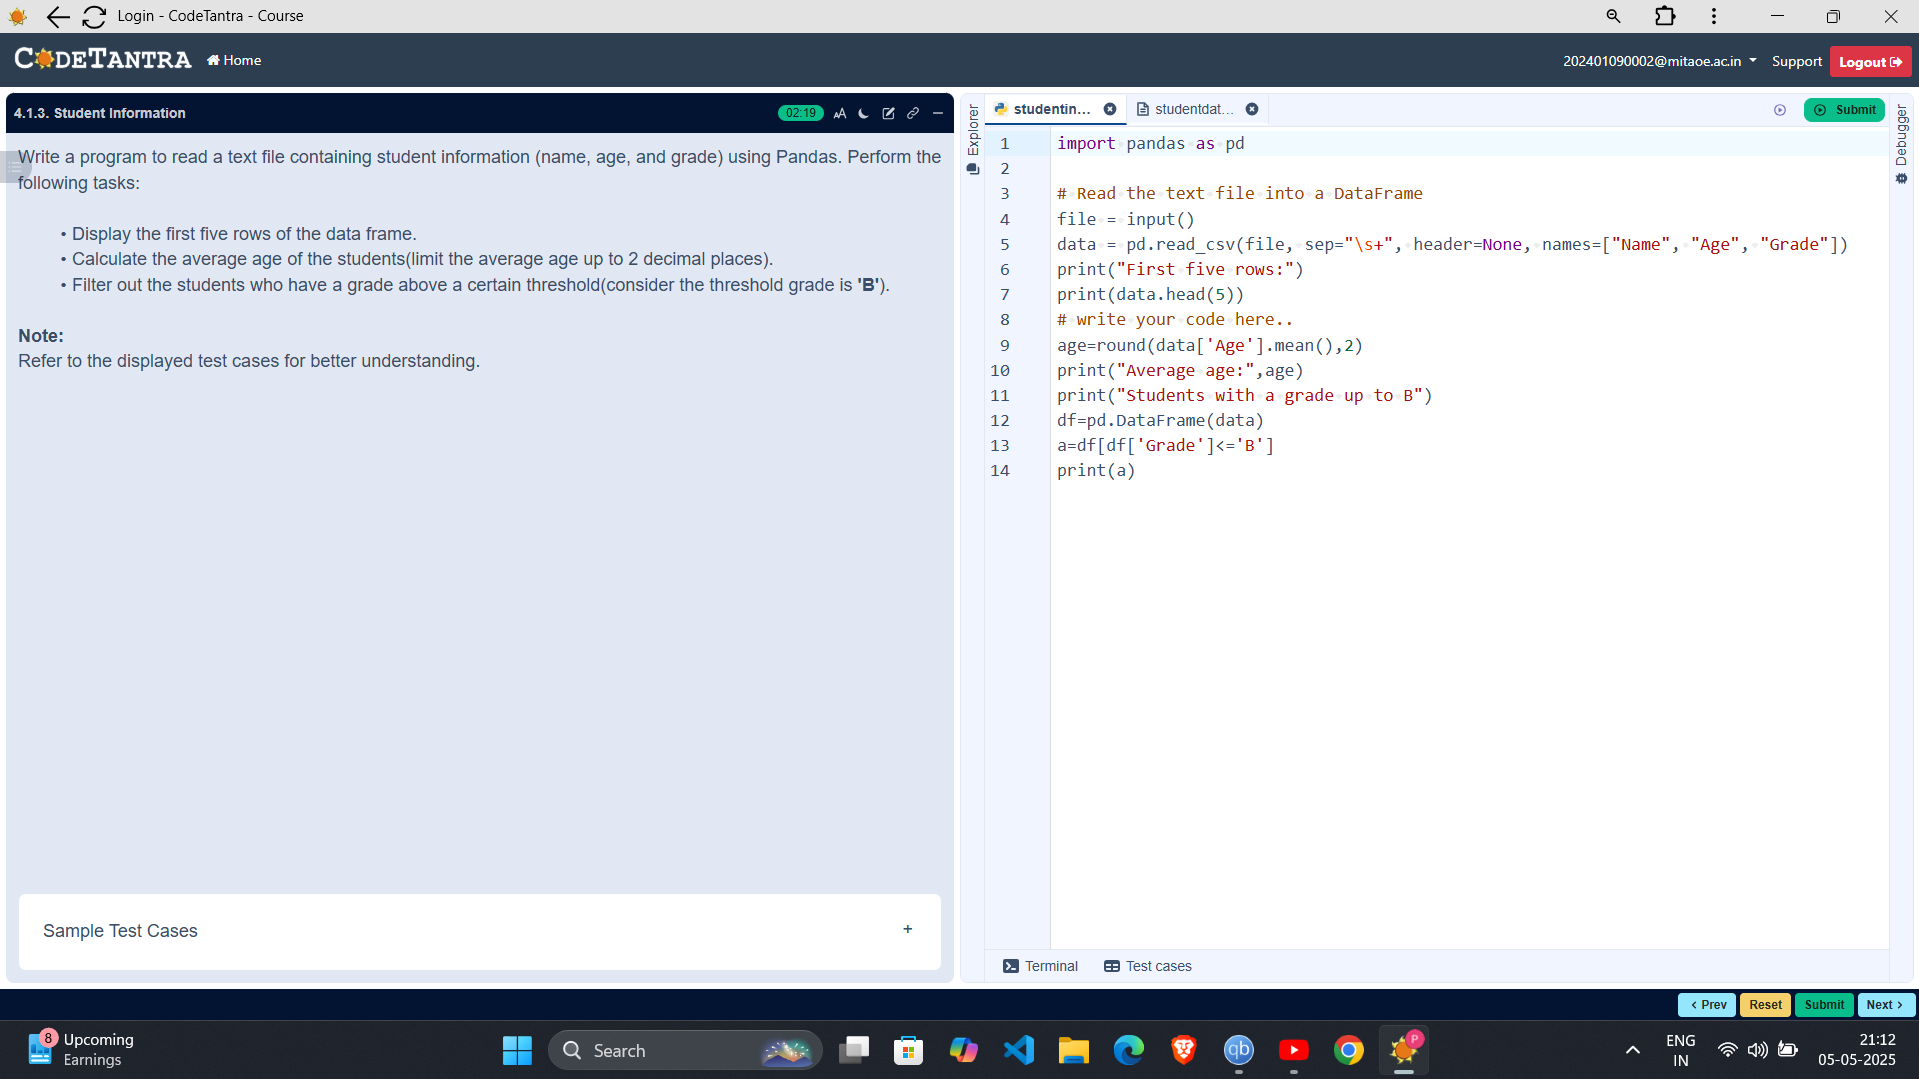 Login - CodeTantra - Course
CODETANTRA Home 202401090002@mitaoe.ac.in Support Logout
4.1.3. Student Information 02:19
Write a program to read a text file containing student information (name, age, and grade) using Pandas. Perform the
following tasks:
• Display the first five rows of the data frame.
• Calculate the average age of the students(limit the average age up to 2 decimal places).
• Filter out the students who have a grade above a certain threshold(consider the threshold grade is 'B').
Note:
Refer to the displayed test cases for better understanding.
Sample Test Cases +
Explorer
studentin... studentdat... Submit
Debugger
1 import pandas as pd
2
3 # Read the text file into a DataFrame
4 file = input()
5 data = pd.read_csv(file, sep="\s+", header=None, names=["Name", "Age", "Grade"])
6 print("First five rows:")
7 print(data.head(5))
8 # write your code here..
9 age=round(data['Age'].mean(),2)
10 print("Average age:",age)
11 print("Students with a grade up to B")
12 df=pd.DataFrame(data)
13 a=df[df['Grade']<='B']
14 print(a)
Terminal Test cases
< Prev Reset Submit Next >
8 Upcoming
Earnings
Search
qb
P
ENG
IN
21:12
05-05-2025